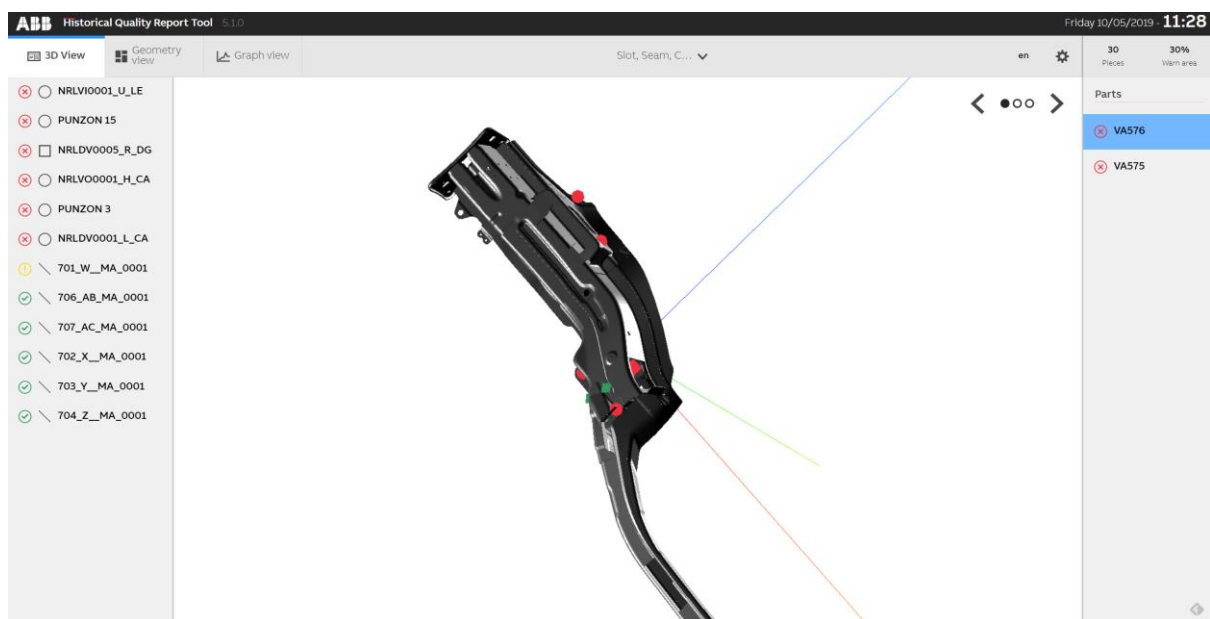 ABB Historical Quality Report Tool 5.1.0 Friday 10/05/2019 - 11:28
3D View
Geometry view
Graph view
Slot, Seam, C...
en
30 Pieces
30% Warn area
NRLVI0001_U_LE
PUNZON 15
NRLDV0005_R_DG
NRLVO0001_H_CA
PUNZON 3
NRLDV0001_L_CA
701_W__MA_0001
706_AB_MA_0001
707_AC_MA_0001
702_X__MA_0001
703_Y__MA_0001
704_Z__MA_0001
Parts
VA576
VA575